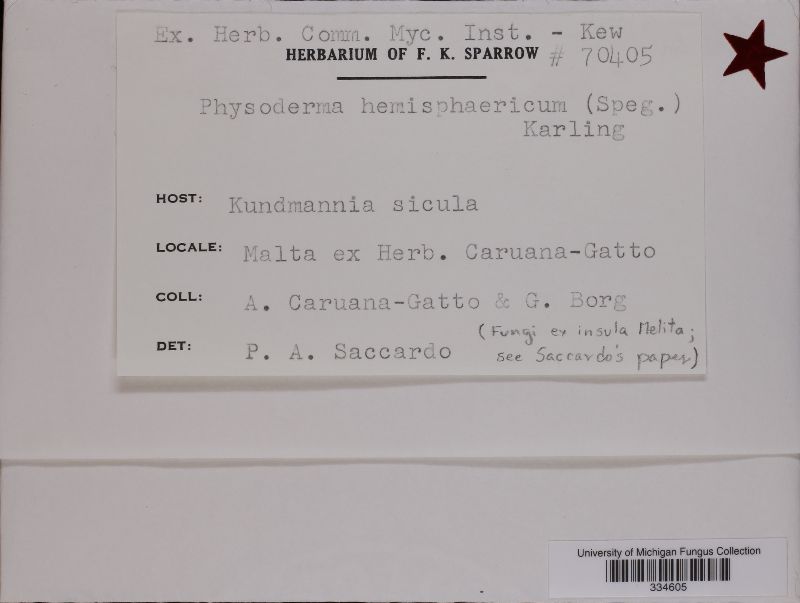 Ex. Herb. Comm. Myc. Inst. - Kew
HERBARIUM OF F. K. SPARROW # 70405
Physoderma hemisphaericum (Speg.)
Karling
HOST: Kundmannia sicula
LOCALE: Malta ex Herb. Caruana-Gatto
COLL: A. Caruana-Gatto & G. Borg
(Fungi ex insula Melita;
DET: P. A. Saccardo see Saccardo's paper)
University of Michigan Fungus Collection
334605